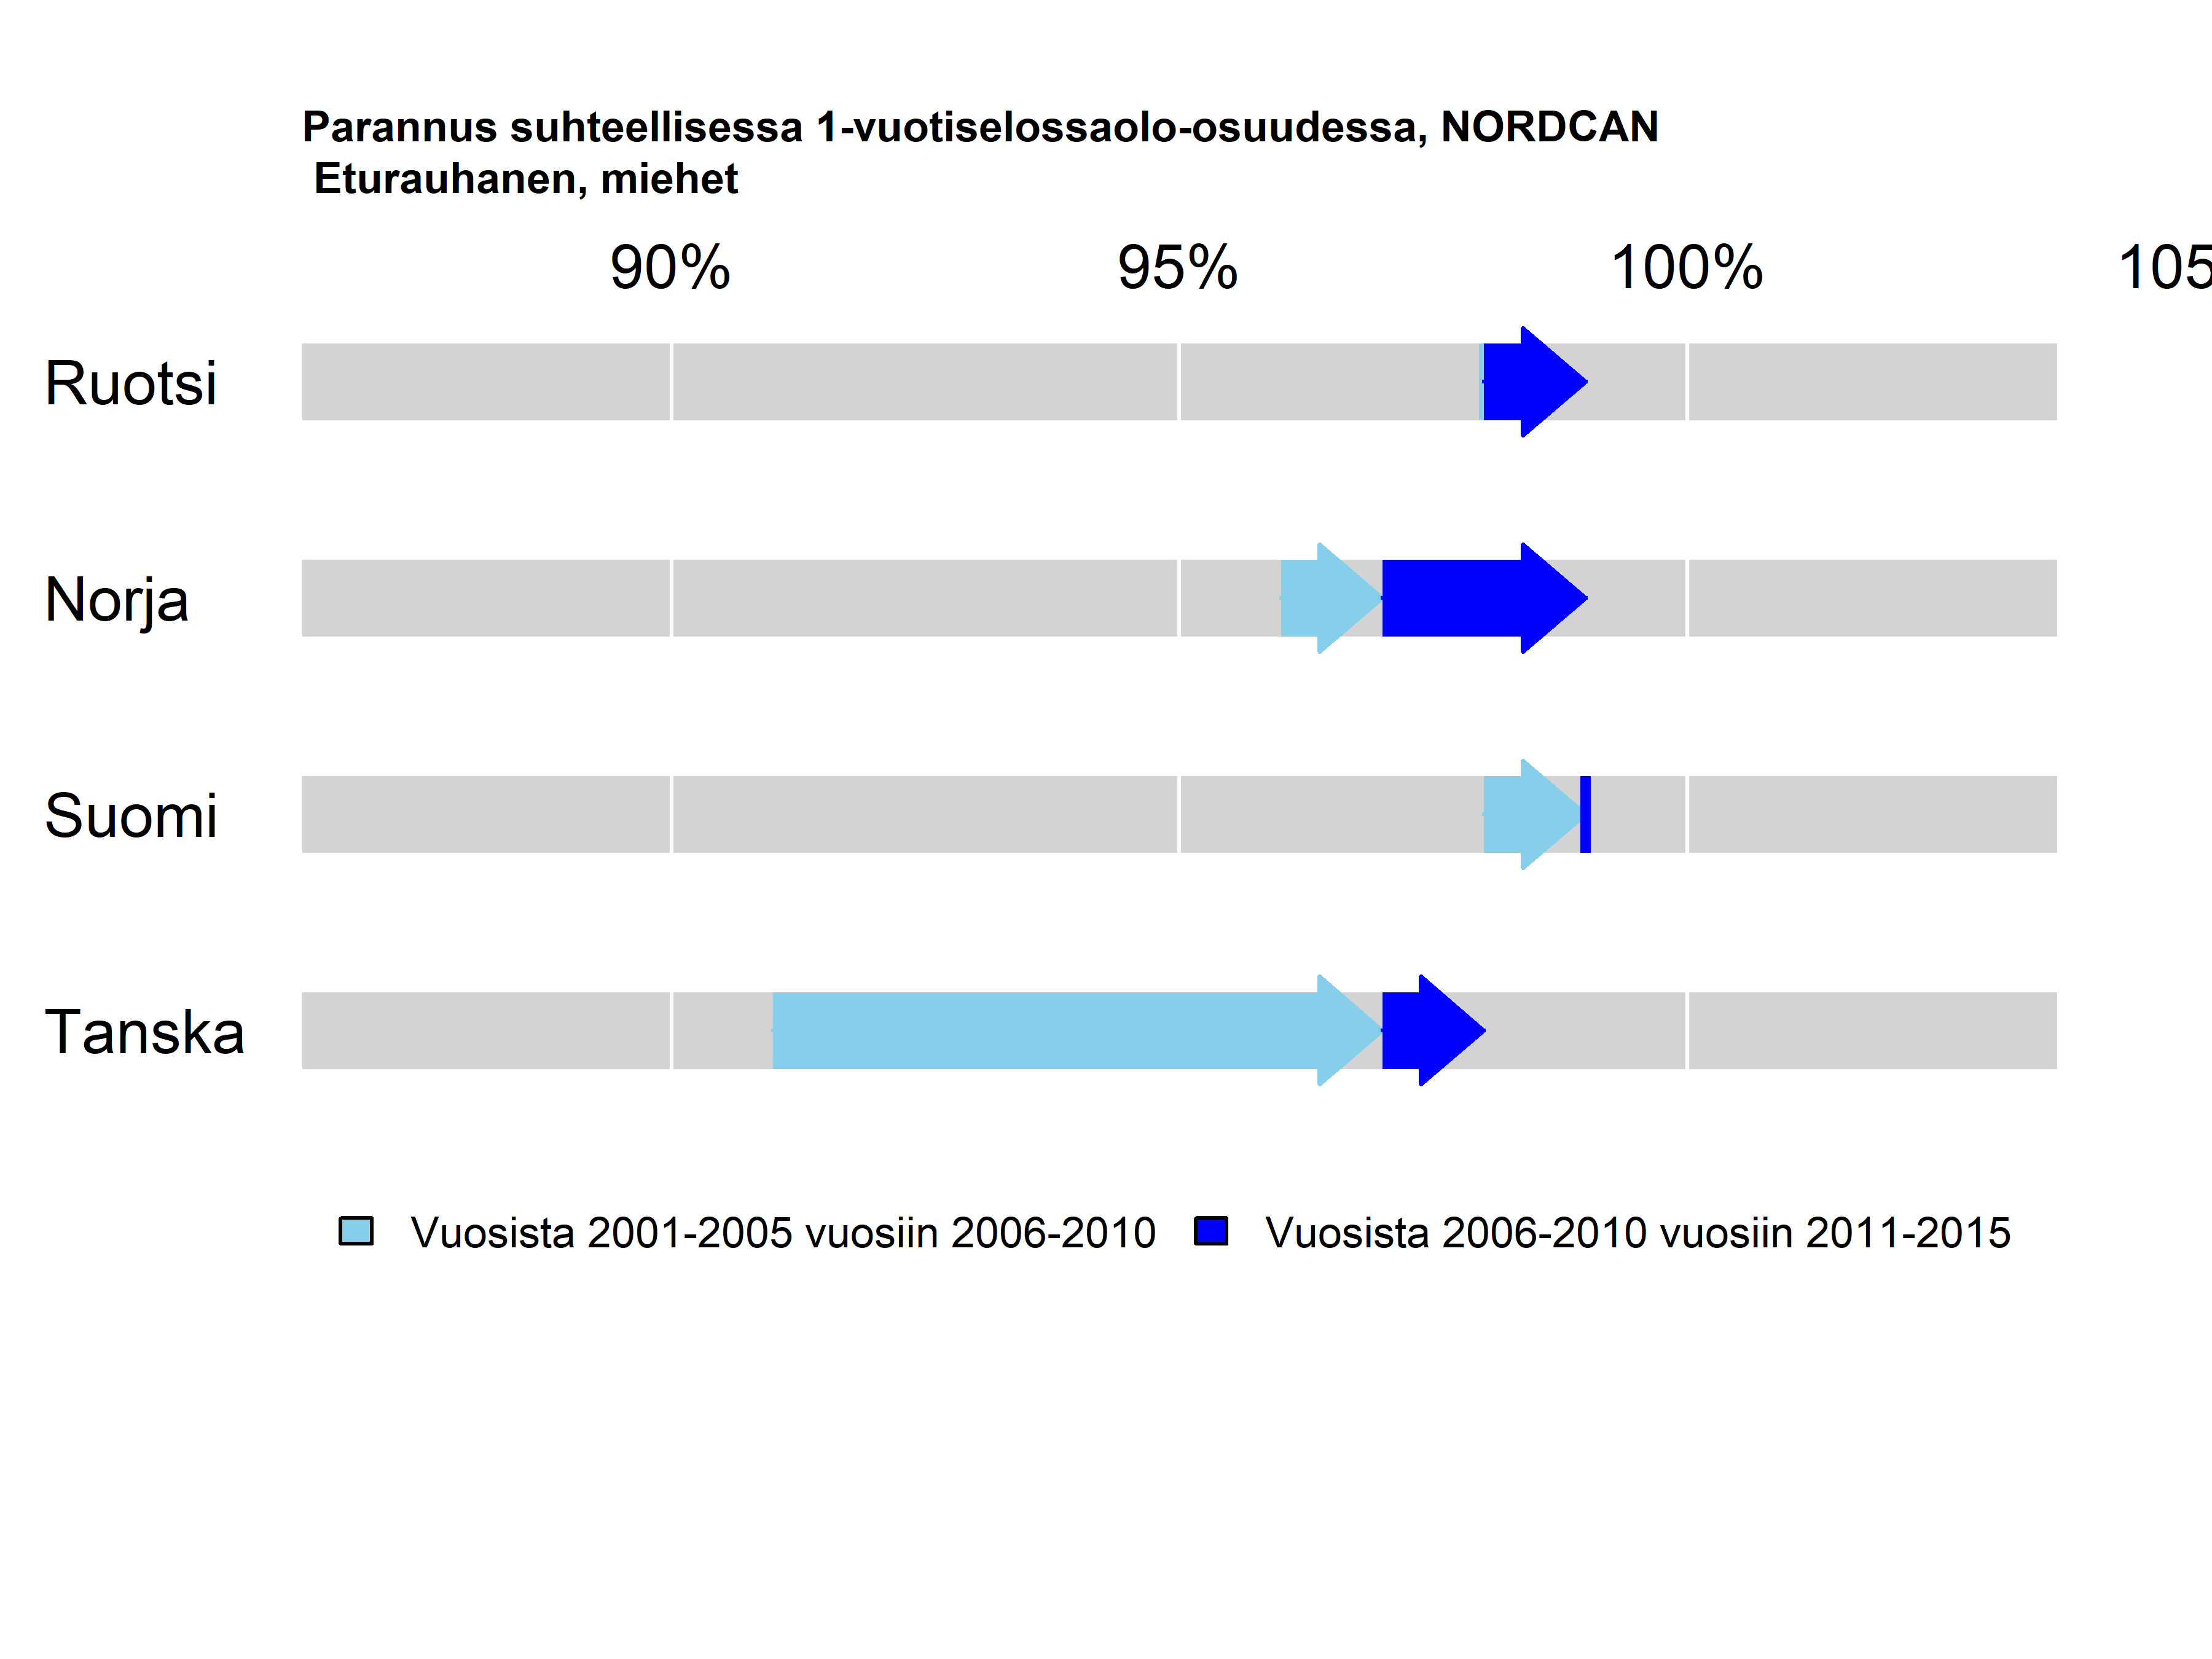 Parannus suhteellisessa 1-vuotiselossaolo-osuudessa, NORDCAN
Eturauhanen, miehet
90% 95% 100% 105
Ruotsi
Norja
Suomi
Tanska
Vuosista 2001-2005 vuosiin 2006-2010 Vuosista 2006-2010 vuosiin 2011-2015